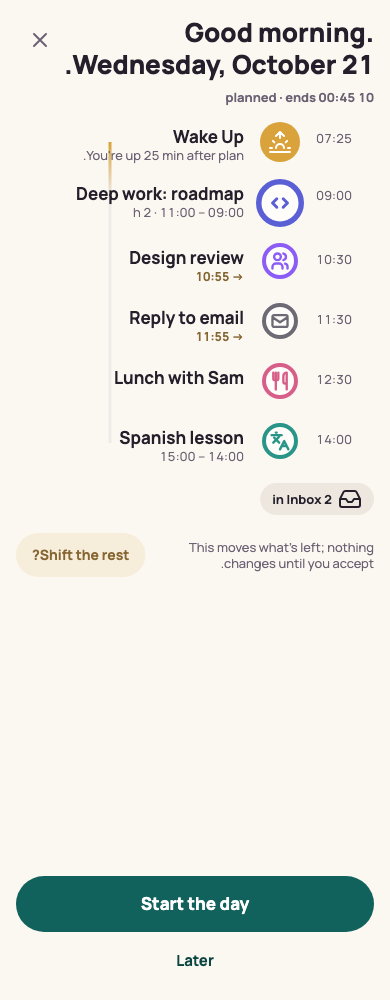 Good morning.
Wednesday, October 21.
10 planned · ends 00:45
07:25
Wake Up
You're up 25 min after plan.
09:00
Deep work: roadmap
09:00 – 11:00 · 2 h
10:30
Design review
→ 10:55
11:30
Reply to email
→ 11:55
12:30
Lunch with Sam
14:00
Spanish lesson
14:00 – 15:00
2 in Inbox
This moves what's left; nothing
changes until you accept.
Shift the rest?
Start the day
Later